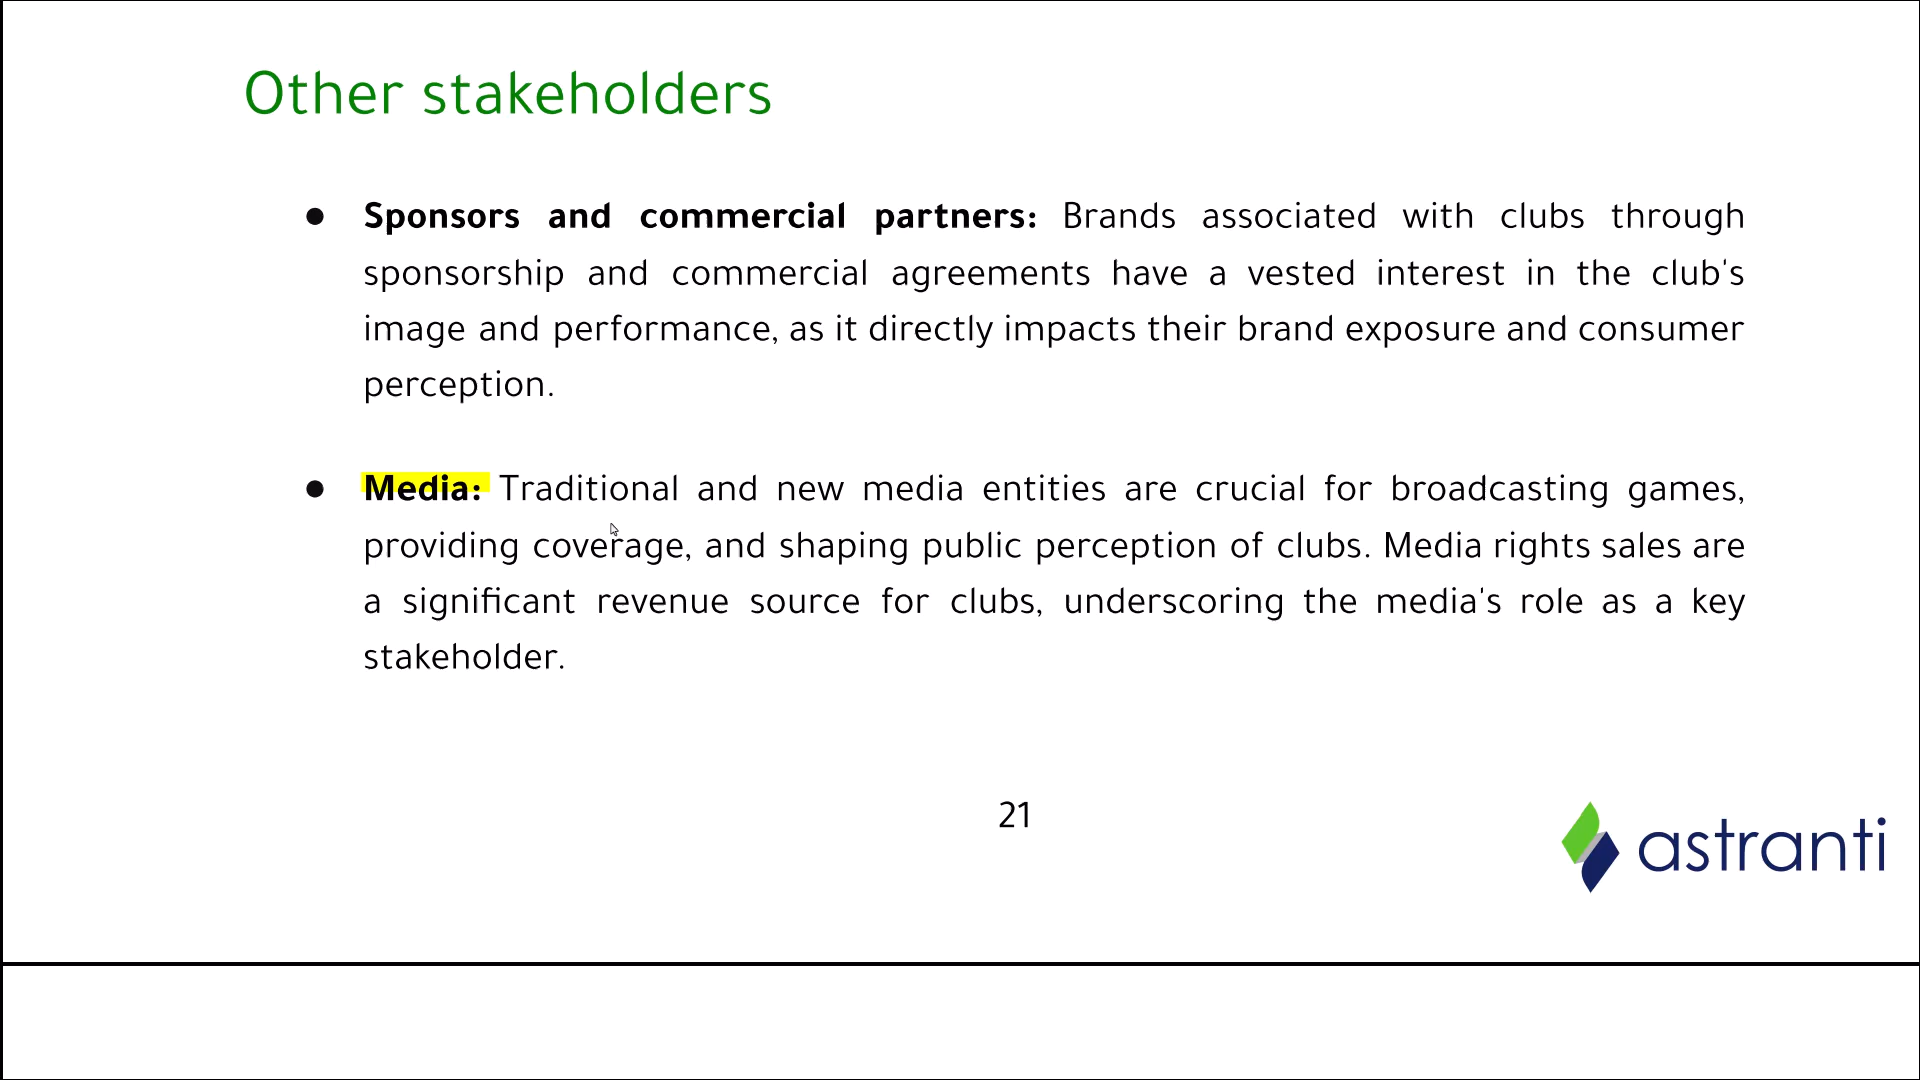 Other stakeholders
● Sponsors and commercial partners: Brands associated with clubs through
sponsorship and commercial agreements have a vested interest in the club's
image and performance, as it directly impacts their brand exposure and consumer
perception.
● Media: Traditional and new media entities are crucial for broadcasting games,
providing coverage, and shaping public perception of clubs. Media rights sales are
a significant revenue source for clubs, underscoring the media's role as a key
stakeholder.
21
astranti